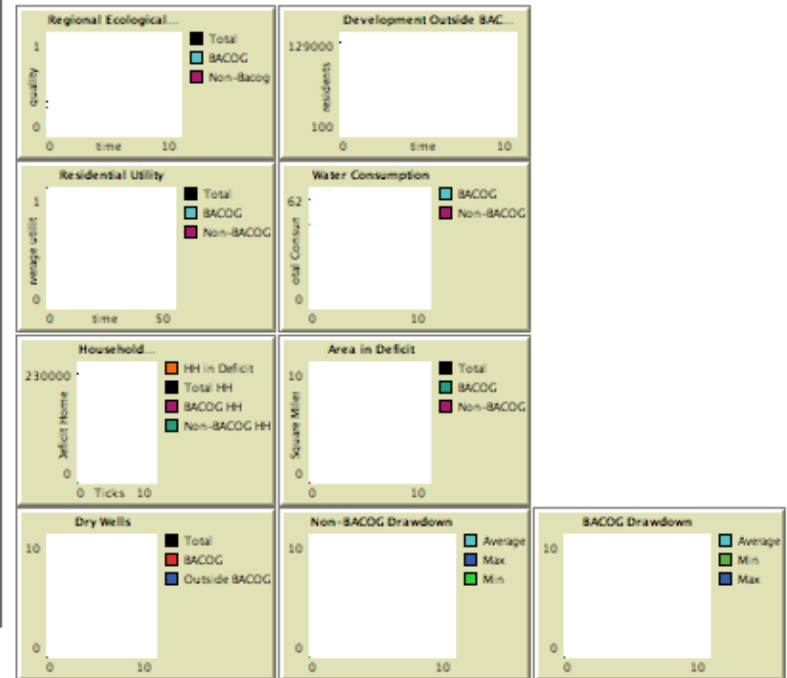 Regional Ecological...
1
quality
0
0 time 10
Total
BACOG
Non-Bacog
Development Outside BAC...
129000
residents
100
0 time 10
Residential Utility
1
0
0 time 50
Total
BACOG
Non-BACOG
Water Consumption
62
otal Consun
0
0 10
BACOG
Non-BACOG
Household...
230000
Deficit Home
0
0 Ticks 10
HH in Deficit
Total HH
BACOG HH
Non-BACOG HH
Area in Deficit
10
Square Miles
0
0 10
Total
BACOG
Non-BACOG
Dry Wells
10
0
0 10
Total
BACOG
Outside BACOG
Non-BACOG Drawdown
10
0
0 10
Average
Max
Min
BACOG Drawdown
10
0
0 10
Average
Min
Max